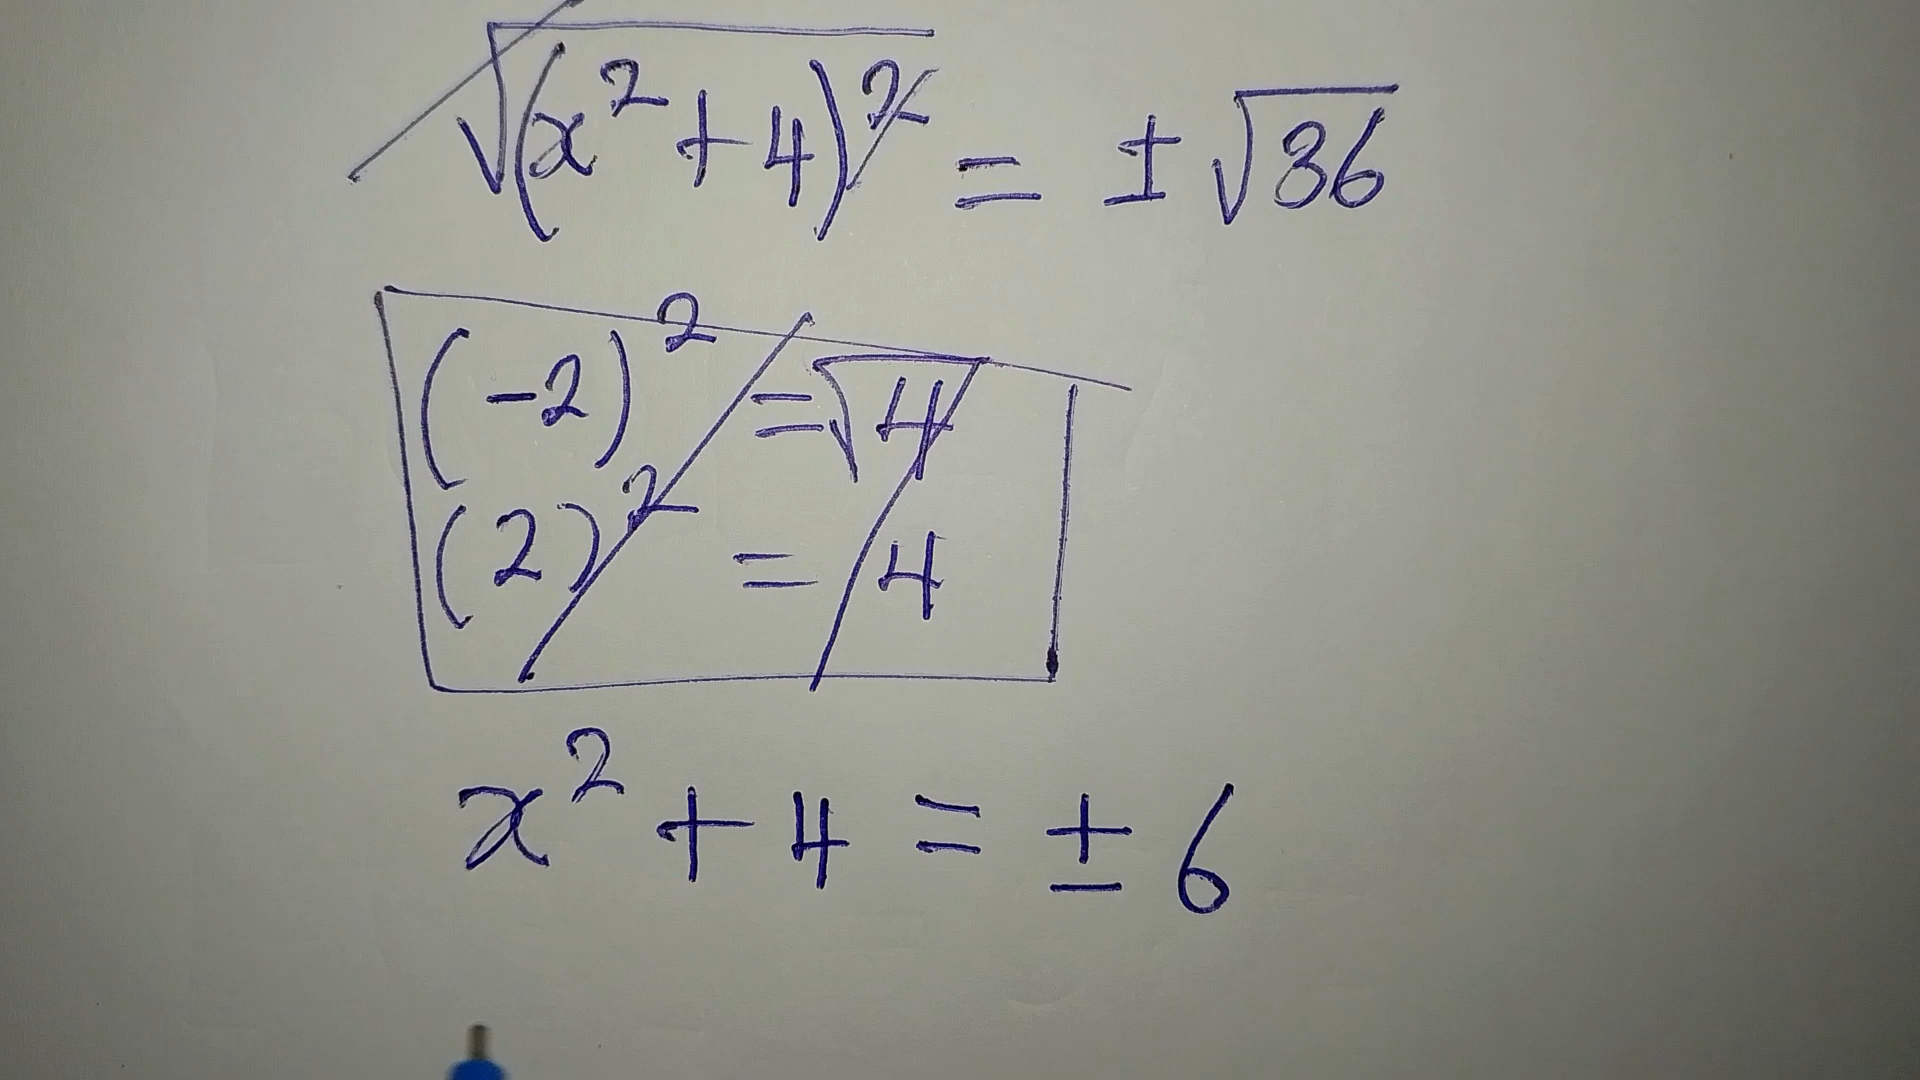 √(x² + 4)² = ± √36
(-2)² = √4
(2)² = 4
x² + 4 = ± 6